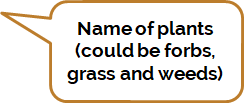 Name of plants
(could be forbs,
grass and weeds)